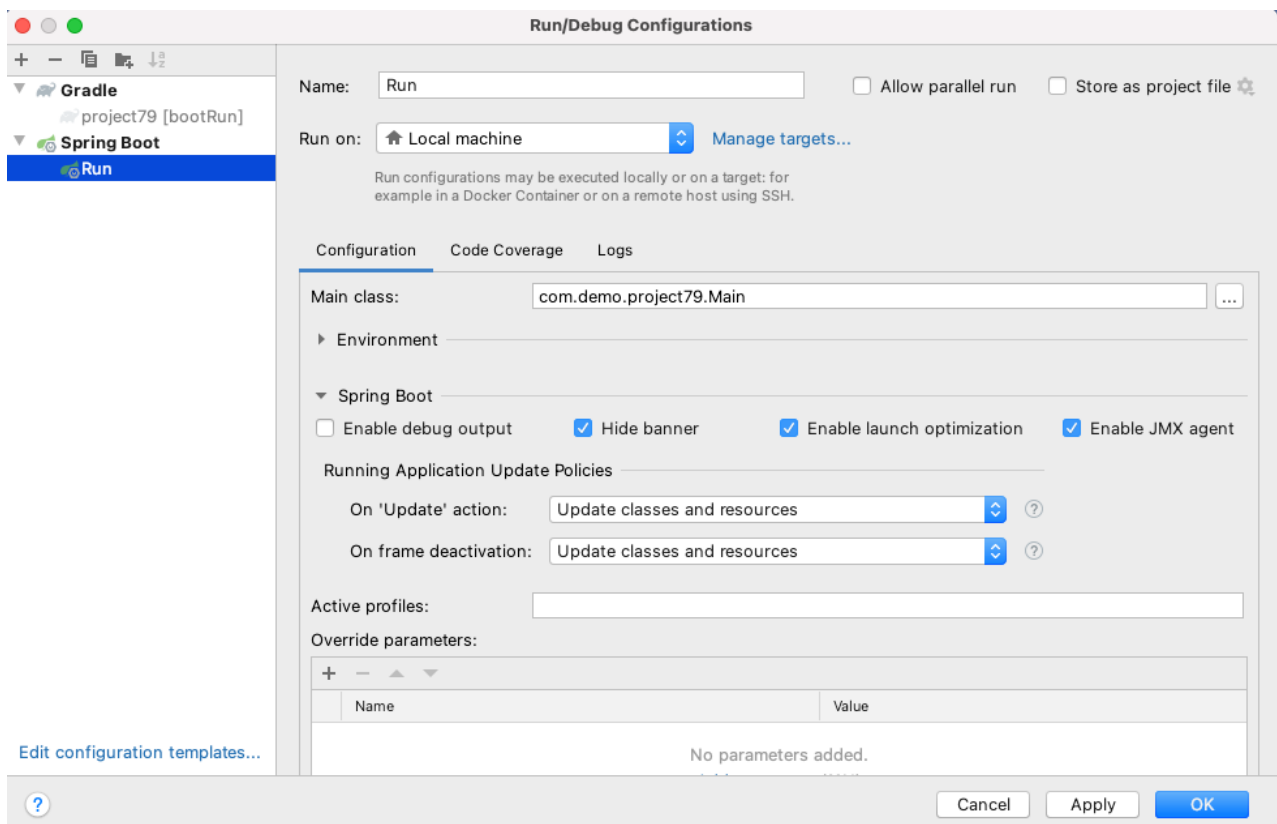 Run/Debug Configurations
Gradle
project79 [bootRun]
Spring Boot
Run
Edit configuration templates...
Name: Run
Allow parallel run
Store as project file
Run on: Local machine
Manage targets...
Run configurations may be executed locally or on a target: for
example in a Docker Container or on a remote host using SSH.
Configuration Code Coverage Logs
Main class: com.demo.project79.Main ...
Environment
Spring Boot
Enable debug output Hide banner Enable launch optimization Enable JMX agent
Running Application Update Policies
On 'Update' action: Update classes and resources ?
On frame deactivation: Update classes and resources ?
Active profiles:
Override parameters:
Name Value
No parameters added.
? Cancel Apply OK